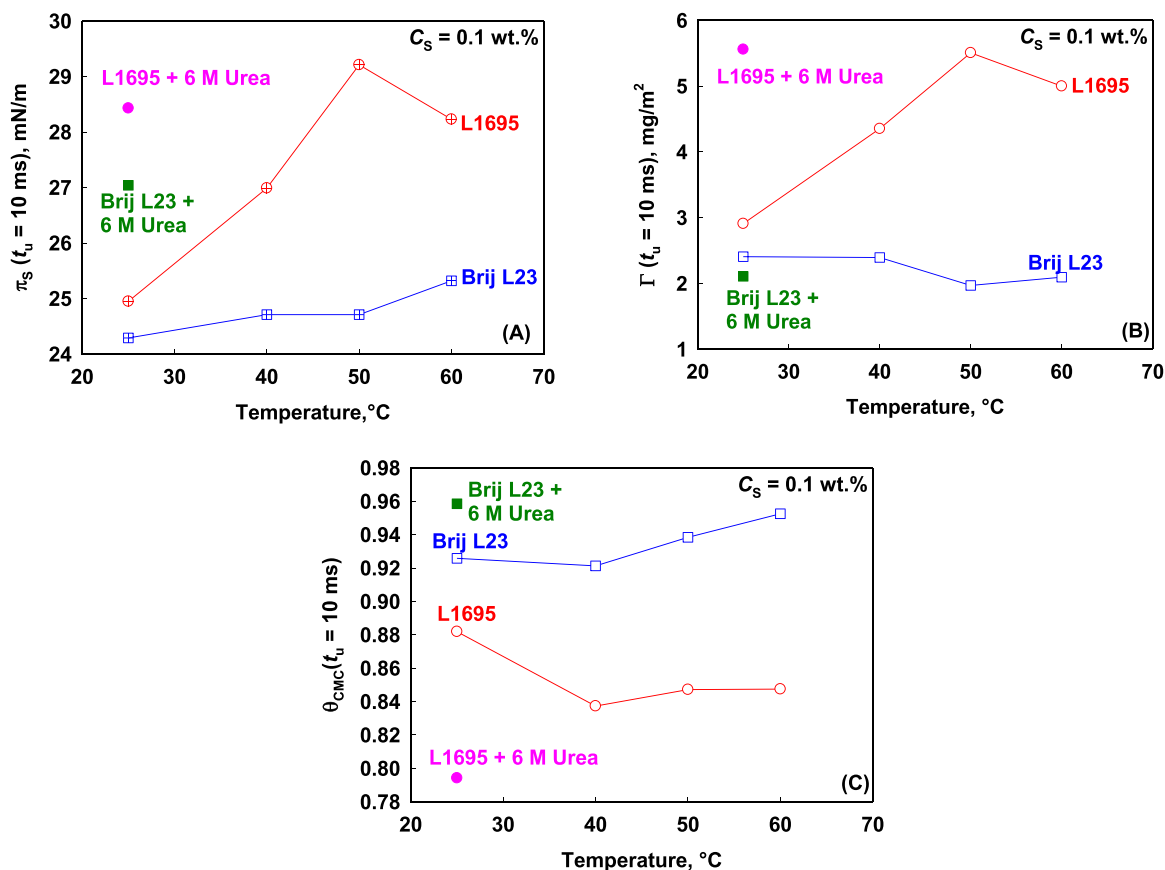 30
29
28
27
26
25
24
20
30
40
50
60
70
π_S (t_u = 10 ms), mN/m
Temperature,°C
C_S = 0.1 wt.%
L1695 + 6 M Urea
L1695
Brij L23 +
6 M Urea
Brij L23
(A)
6
5
4
3
2
1
20
30
40
50
60
70
Γ (t_u = 10 ms), mg/m²
Temperature, °C
C_S = 0.1 wt.%
L1695 + 6 M Urea
L1695
Brij L23
Brij L23 +
6 M Urea
(B)
0.98
0.96
0.94
0.92
0.90
0.88
0.86
0.84
0.82
0.80
0.78
20
30
40
50
60
70
θ_CMC(t_u = 10 ms)
Temperature, °C
C_S = 0.1 wt.%
Brij L23 +
6 M Urea
Brij L23
L1695
L1695 + 6 M Urea
(C)